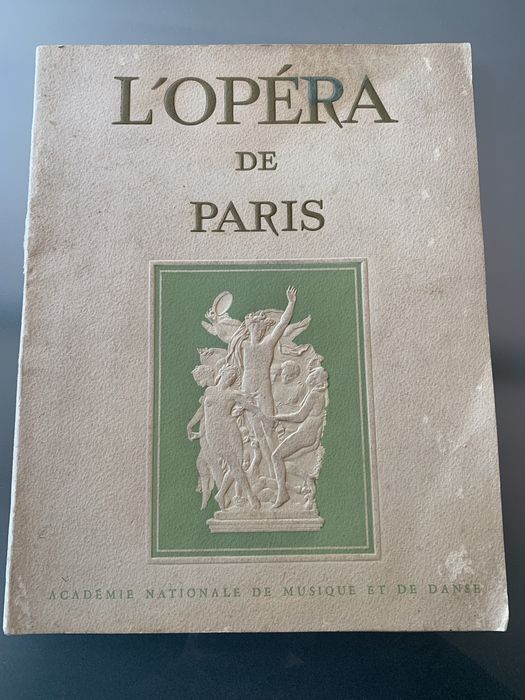 L'OPÉRA
DE
PARIS
ACADÉMIE NATIONALE DE MUSIQUE ET DE DANSE